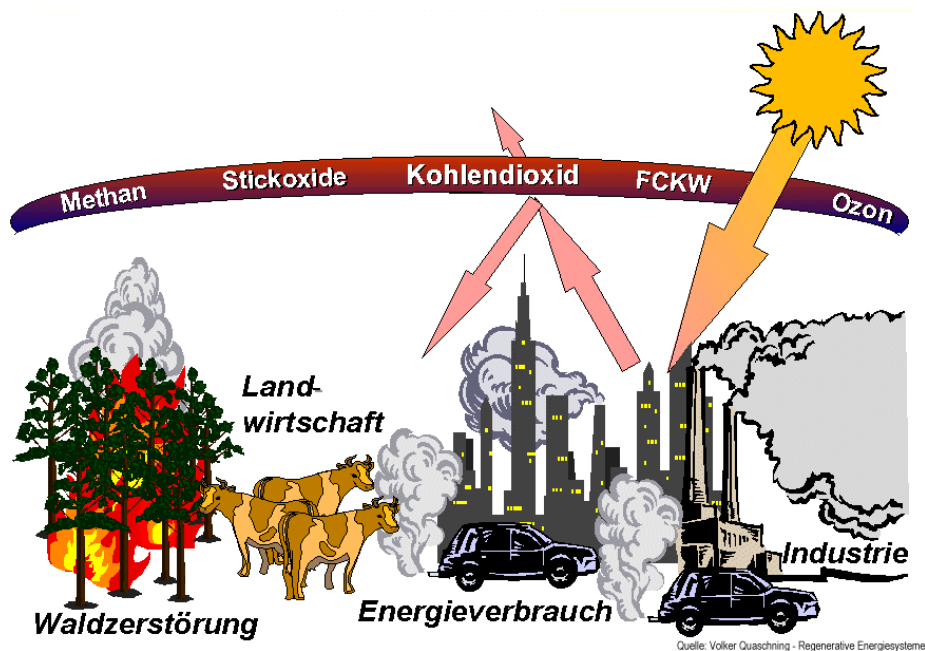 Methan
Stickoxide
Kohlendioxid
FCKW
Ozon
Land-
wirtschaft
Industrie
Energieverbrauch
Waldzerstörung
Quelle: Volker Quaschning - Regenerative Energiesysteme